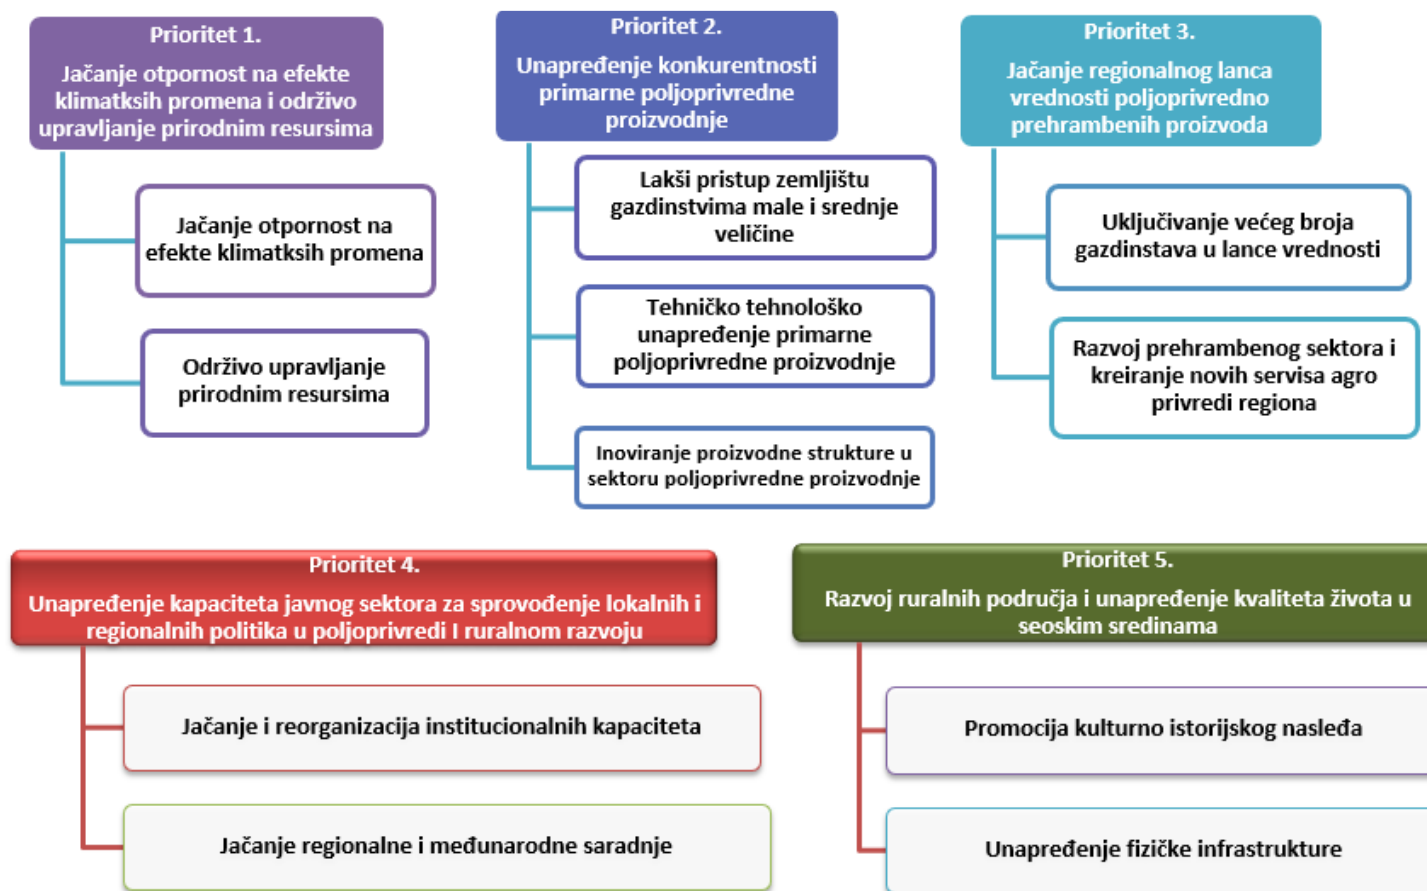 Prioritet 1.
Jačanje otpornost na efekte
klimatksih promena i održivo
upravljanje prirodnim resursima
Jačanje otpornost na
efekte klimatksih promena
Održivo upravljanje
prirodnim resursima
Prioritet 2.
Unapređenje konkurentnosti
primarne poljoprivredne
proizvodnje
Lakši pristup zemljištu
gazdinstvima male i srednje
veličine
Tehničko tehnološko
unapređenje primarne
poljoprivredne proizvodnje
Inoviranje proizvodne strukture u
sektoru poljoprivredne proizvodnje
Prioritet 3.
Jačanje regionalnog lanca
vrednosti poljoprivredno
prehrambenih proizvoda
Uključivanje većeg broja
gazdinstava u lance vrednosti
Razvoj prehrambenog sektora i
kreiranje novih servisa agro
privredi regiona
Prioritet 4.
Unapređenje kapaciteta javnog sektora za sprovođenje lokalnih i
regionalnih politika u poljoprivredi I ruralnom razvoju
Jačanje i reorganizacija institucionalnih kapaciteta
Jačanje regionalne i međunarodne saradnje
Prioritet 5.
Razvoj ruralnih područja i unapređenje kvaliteta života u
seoskim sredinama
Promocija kulturno istorijskog nasleđa
Unapređenje fizičke infrastrukture